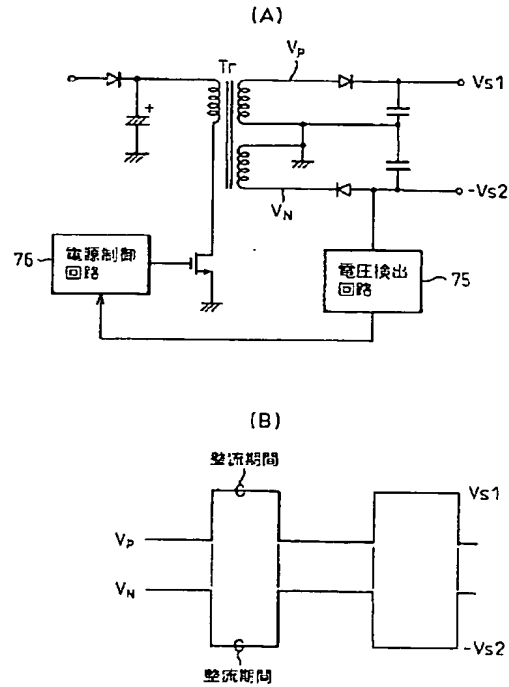 (A)
Tr
VP
Vs1
+
VN
-Vs2
76
電源制御
回路
電圧検出
回路
75
(B)
整流期間
Vs1
VP
VN
-Vs2
整流期間